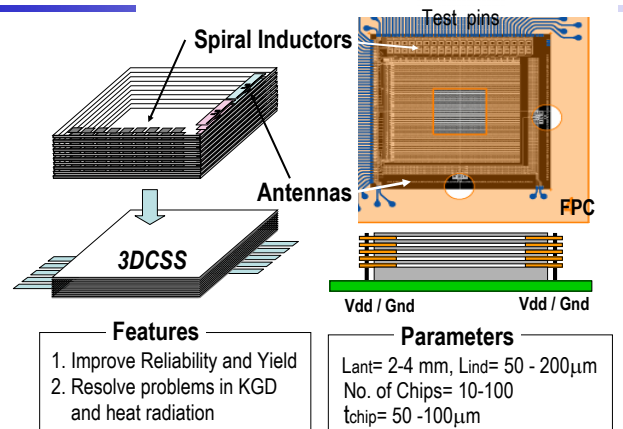 Test pins
Spiral Inductors
Antennas
FPC
3DCSS
Vdd / Gnd
Vdd / Gnd
Features
1. Improve Reliability and Yield
2. Resolve problems in KGD
and heat radiation
Parameters
Lant= 2-4 mm, Lind= 50 - 200μm
No. of Chips= 10-100
tchip= 50 -100μm